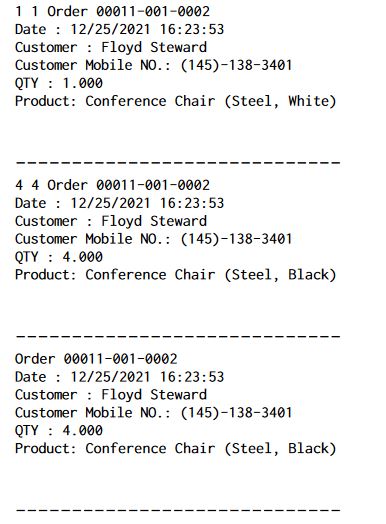 1 1 Order 00011-001-0002
Date : 12/25/2021 16:23:53
Customer : Floyd Steward
Customer Mobile NO.: (145)-138-3401
QTY : 1.000
Product: Conference Chair (Steel, White)
-----------------------------
4 4 Order 00011-001-0002
Date : 12/25/2021 16:23:53
Customer : Floyd Steward
Customer Mobile NO.: (145)-138-3401
QTY : 4.000
Product: Conference Chair (Steel, Black)
-----------------------------
Order 00011-001-0002
Date : 12/25/2021 16:23:53
Customer : Floyd Steward
Customer Mobile NO.: (145)-138-3401
QTY : 4.000
Product: Conference Chair (Steel, Black)
-----------------------------